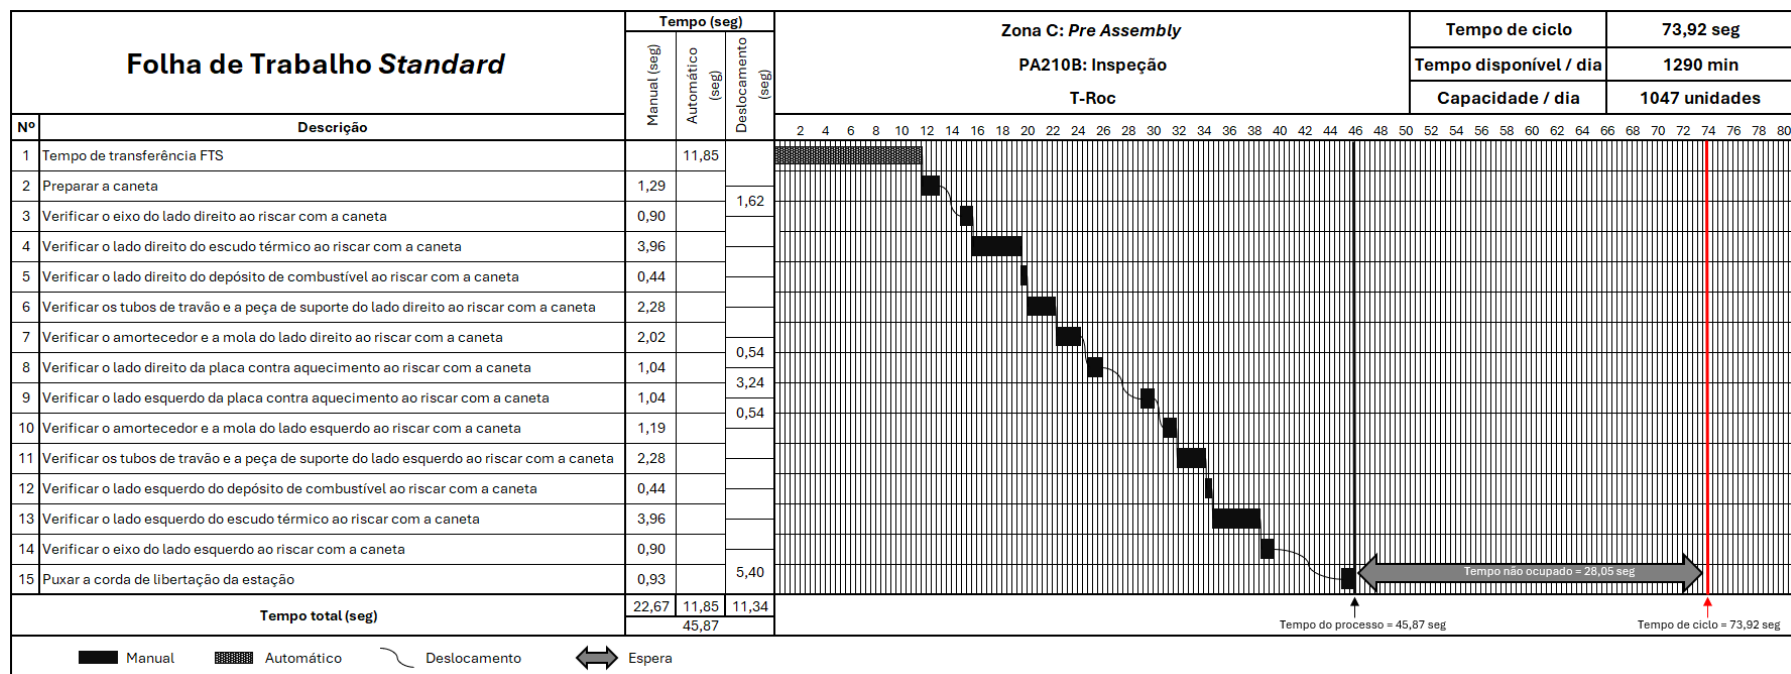 Folha de Trabalho Standard
Tempo (seg)
Manual (seg)
Automático (seg)
Deslocamento (seg)
Zona C: Pre Assembly
PA210B: Inspeção
T-Roc
Tempo de ciclo 73,92 seg
Tempo disponível / dia 1290 min
Capacidade / dia 1047 unidades
Nº Descrição
2 4 6 8 10 12 14 16 18 20 22 24 26 28 30 32 34 36 38 40 42 44 46 48 50 52 54 56 58 60 62 64 66 68 70 72 74 76 78 80
1 Tempo de transferência FTS 11,85
2 Preparar a caneta 1,29
1,62
3 Verificar o eixo do lado direito ao riscar com a caneta 0,90
4 Verificar o lado direito do escudo térmico ao riscar com a caneta 3,96
5 Verificar o lado direito do depósito de combustível ao riscar com a caneta 0,44
6 Verificar os tubos de travão e a peça de suporte do lado direito ao riscar com a caneta 2,28
7 Verificar o amortecedor e a mola do lado direito ao riscar com a caneta 2,02
0,54
8 Verificar o lado direito da placa contra aquecimento ao riscar com a caneta 1,04
3,24
9 Verificar o lado esquerdo da placa contra aquecimento ao riscar com a caneta 1,04
0,54
10 Verificar o amortecedor e a mola do lado esquerdo ao riscar com a caneta 1,19
11 Verificar os tubos de travão e a peça de suporte do lado esquerdo ao riscar com a caneta 2,28
12 Verificar o lado esquerdo do depósito de combustível ao riscar com a caneta 0,44
13 Verificar o lado esquerdo do escudo térmico ao riscar com a caneta 3,96
14 Verificar o eixo do lado esquerdo ao riscar com a caneta 0,90
5,40
15 Puxar a corda de libertação da estação 0,93
Tempo não ocupado = 28,05 seg
Tempo total (seg) 22,67 11,85 11,34
45,87
Tempo do processo = 45,87 seg
Tempo de ciclo = 73,92 seg
Manual Automático Deslocamento Espera